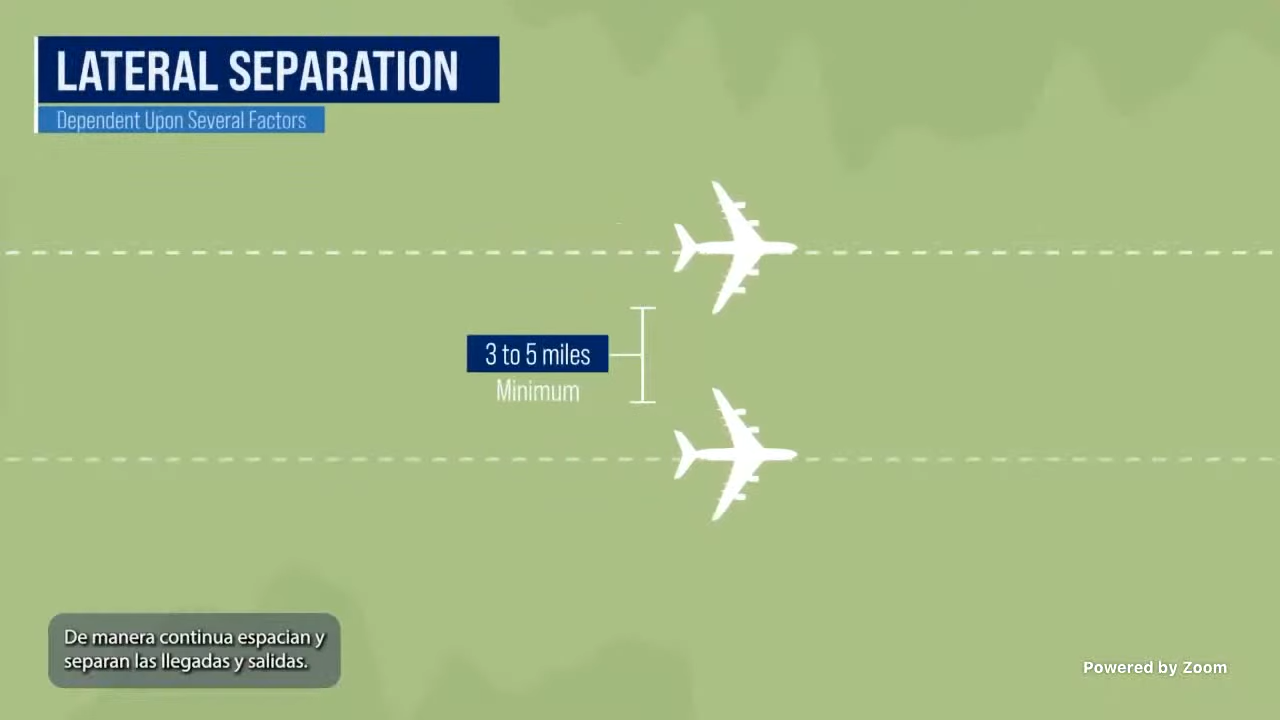 LATERAL SEPARATION
Dependent Upon Several Factors
3 to 5 miles
Minimum
De manera continua espacian y
separan las llegadas y salidas.
Powered by Zoom